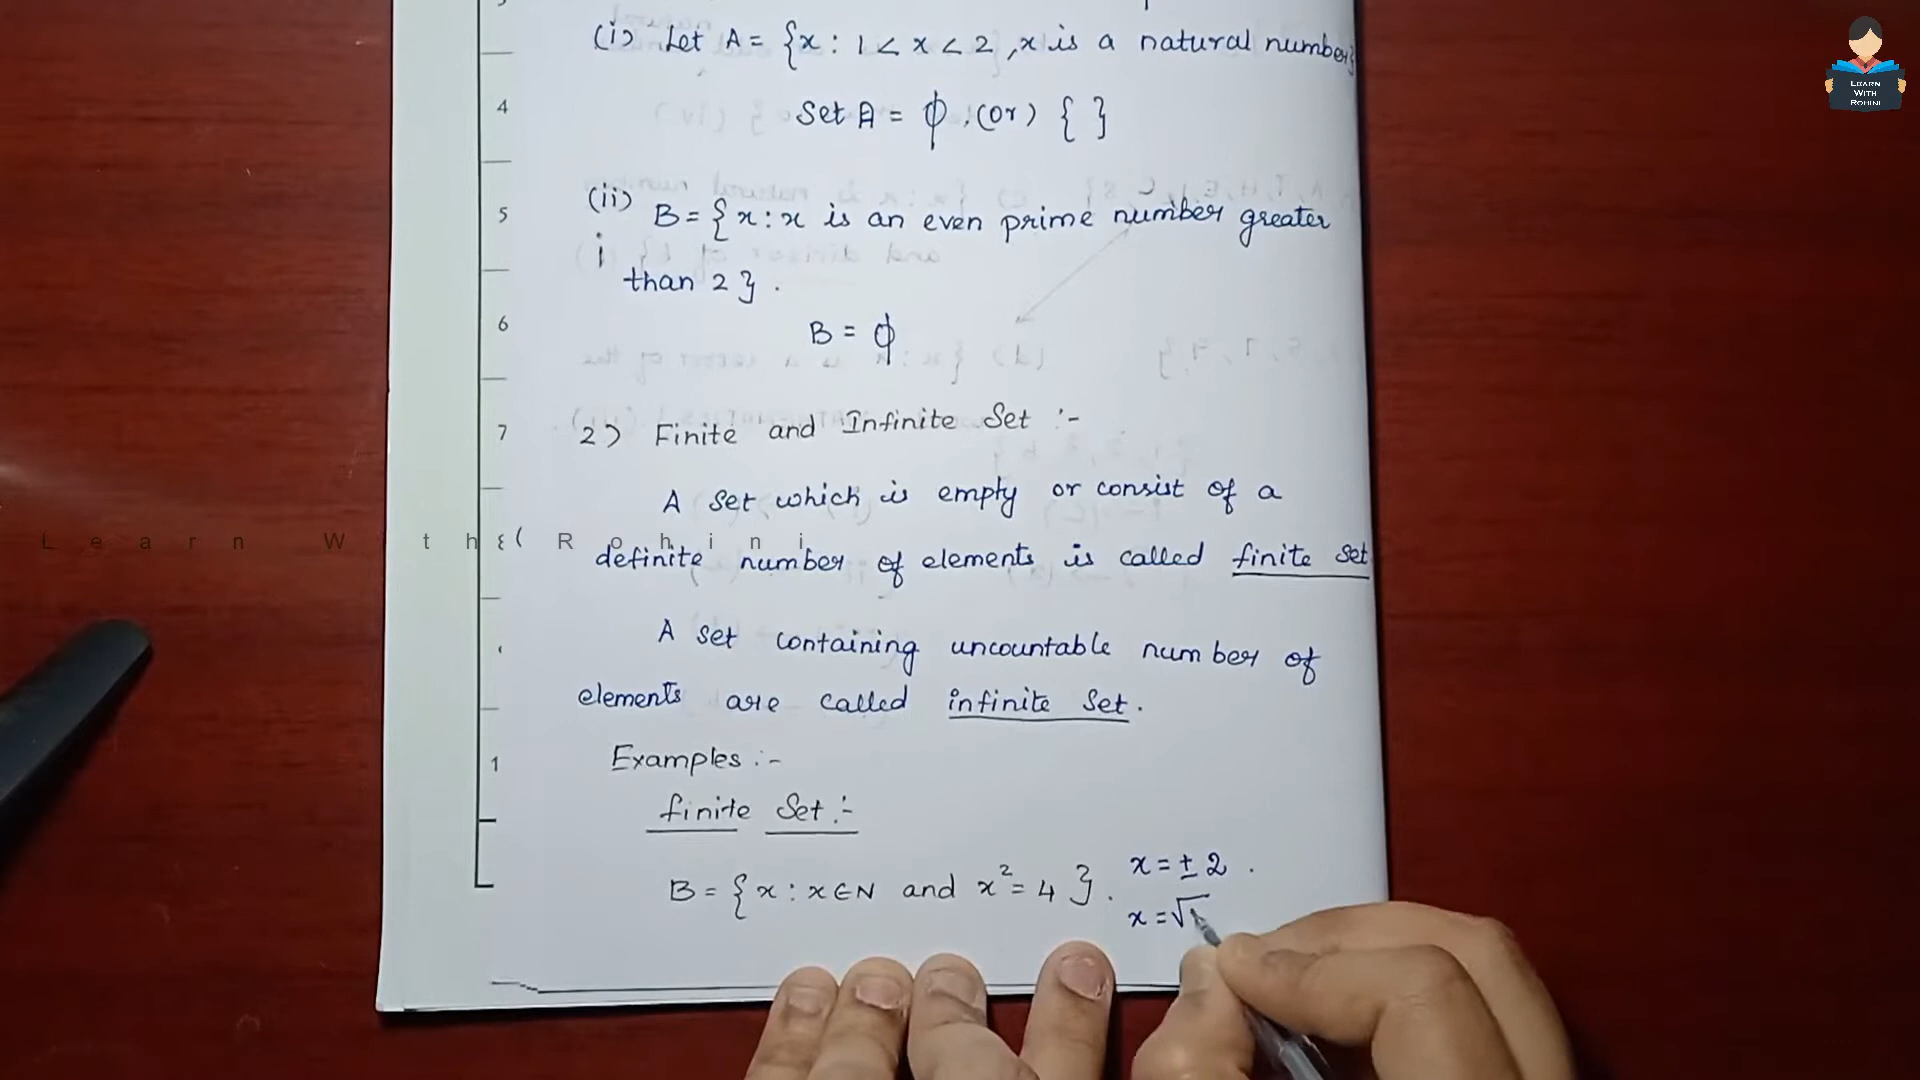 (i) Let A = {x : 1 < x < 2, x is a natural number}
LEARN
WITH
ROHINI
4
Set A = ϕ, (or) { }
(ii) B = {x : x is an even prime number greater
5
than 2}.
6
B = ϕ
7
2) Finite and Infinite Set :-
A set which is empty or consist of a
Learn With Rohini
definite number of elements is called finite set
A set containing uncountable number of
elements are called infinite set.
Examples :-
1
finite Set :-
B = {x : x ∈ N and x² = 4}. x = ± 2 .
x = √